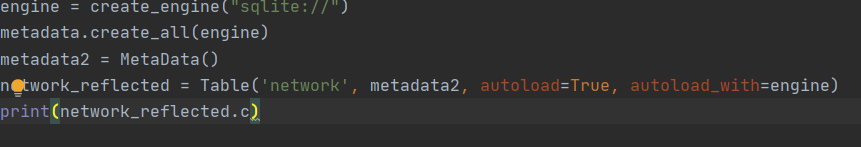 engine = create_engine("sqlite://")
metadata.create_all(engine)
metadata2 = MetaData()
network_reflected = Table('network', metadata2, autoload=True, autoload_with=engine)
print(network_reflected.c)